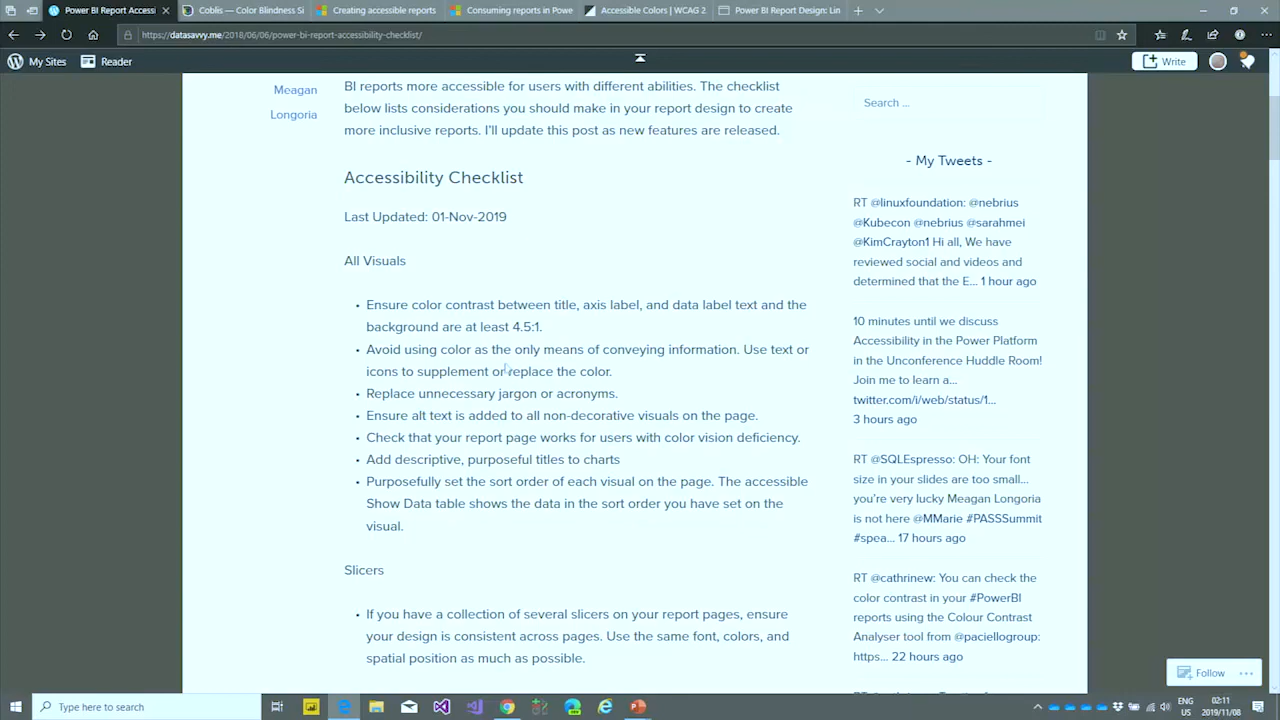 Power BI Report Accessi
Coblis — Color Blindness Si
Creating accessible reports
Consuming reports in Powe
Accessible Colors | WCAG 2
Power BI Report Design: Lin
https://datasavvy.me/2018/06/06/power-bi-report-accessibility-checklist/
My Sites
Reader
Write
Meagan
Longoria
BI reports more accessible for users with different abilities. The checklist
below lists considerations you should make in your report design to create
more inclusive reports. I'll update this post as new features are released.
Accessibility Checklist
Last Updated: 01-Nov-2019
All Visuals
• Ensure color contrast between title, axis label, and data label text and the
background are at least 4.5:1.
• Avoid using color as the only means of conveying information. Use text or
icons to supplement or replace the color.
• Replace unnecessary jargon or acronyms.
• Ensure alt text is added to all non-decorative visuals on the page.
• Check that your report page works for users with color vision deficiency.
• Add descriptive, purposeful titles to charts
• Purposefully set the sort order of each visual on the page. The accessible
Show Data table shows the data in the sort order you have set on the
visual.
Slicers
• If you have a collection of several slicers on your report pages, ensure
your design is consistent across pages. Use the same font, colors, and
spatial position as much as possible.
Search ...
- My Tweets -
RT @linuxfoundation: @nebrius
@Kubecon @nebrius @sarahmei
@KimCrayton1 Hi all, We have
reviewed social and videos and
determined that the E... 1 hour ago
10 minutes until we discuss
Accessibility in the Power Platform
in the Unconference Huddle Room!
Join me to learn a...
twitter.com/i/web/status/1...
3 hours ago
RT @SQLEspresso: OH: Your font
size in your slides are too small...
you're very lucky Meagan Longoria
is not here @MMarie #PASSSummit
#spea... 17 hours ago
RT @cathrinew: You can check the
color contrast in your #PowerBI
reports using the Colour Contrast
Analyser tool from @paciellogroup:
https... 22 hours ago
Follow
Type here to search
ENG
US
02:11
2019/11/08